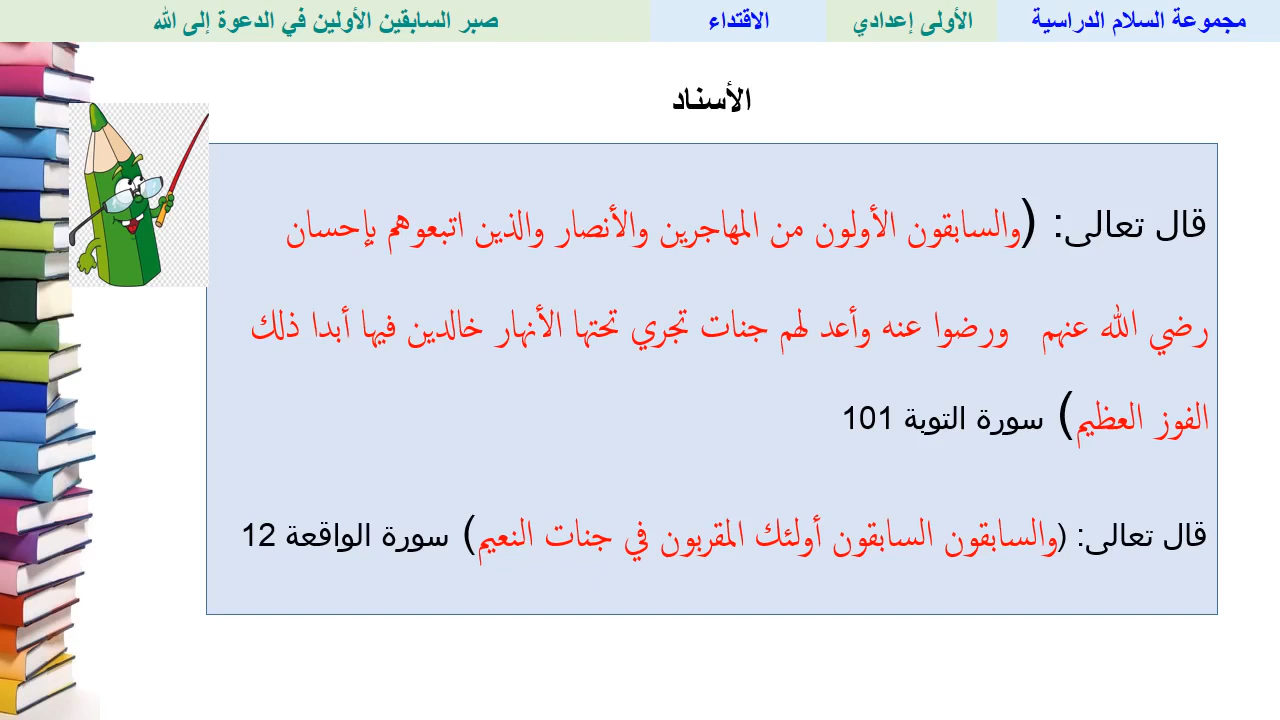 مجموعة السلام الدراسية الأولى إعدادي الاقتداء صبر السابقين الأولين في الدعوة إلى الله
الأسناد
قال تعالى: (والسابقون الأولون من المهاجرين والأنصار والذين اتبعوهم بإحسان
رضي الله عنهم ورضوا عنه وأعد لهم جنات تجري تحتها الأنهار خالدين فيها أبدا ذلك
الفوز العظيم) سورة التوبة 101
قال تعالى: (والسابقون السابقون أولئك المقربون في جنات النعيم) سورة الواقعة 12